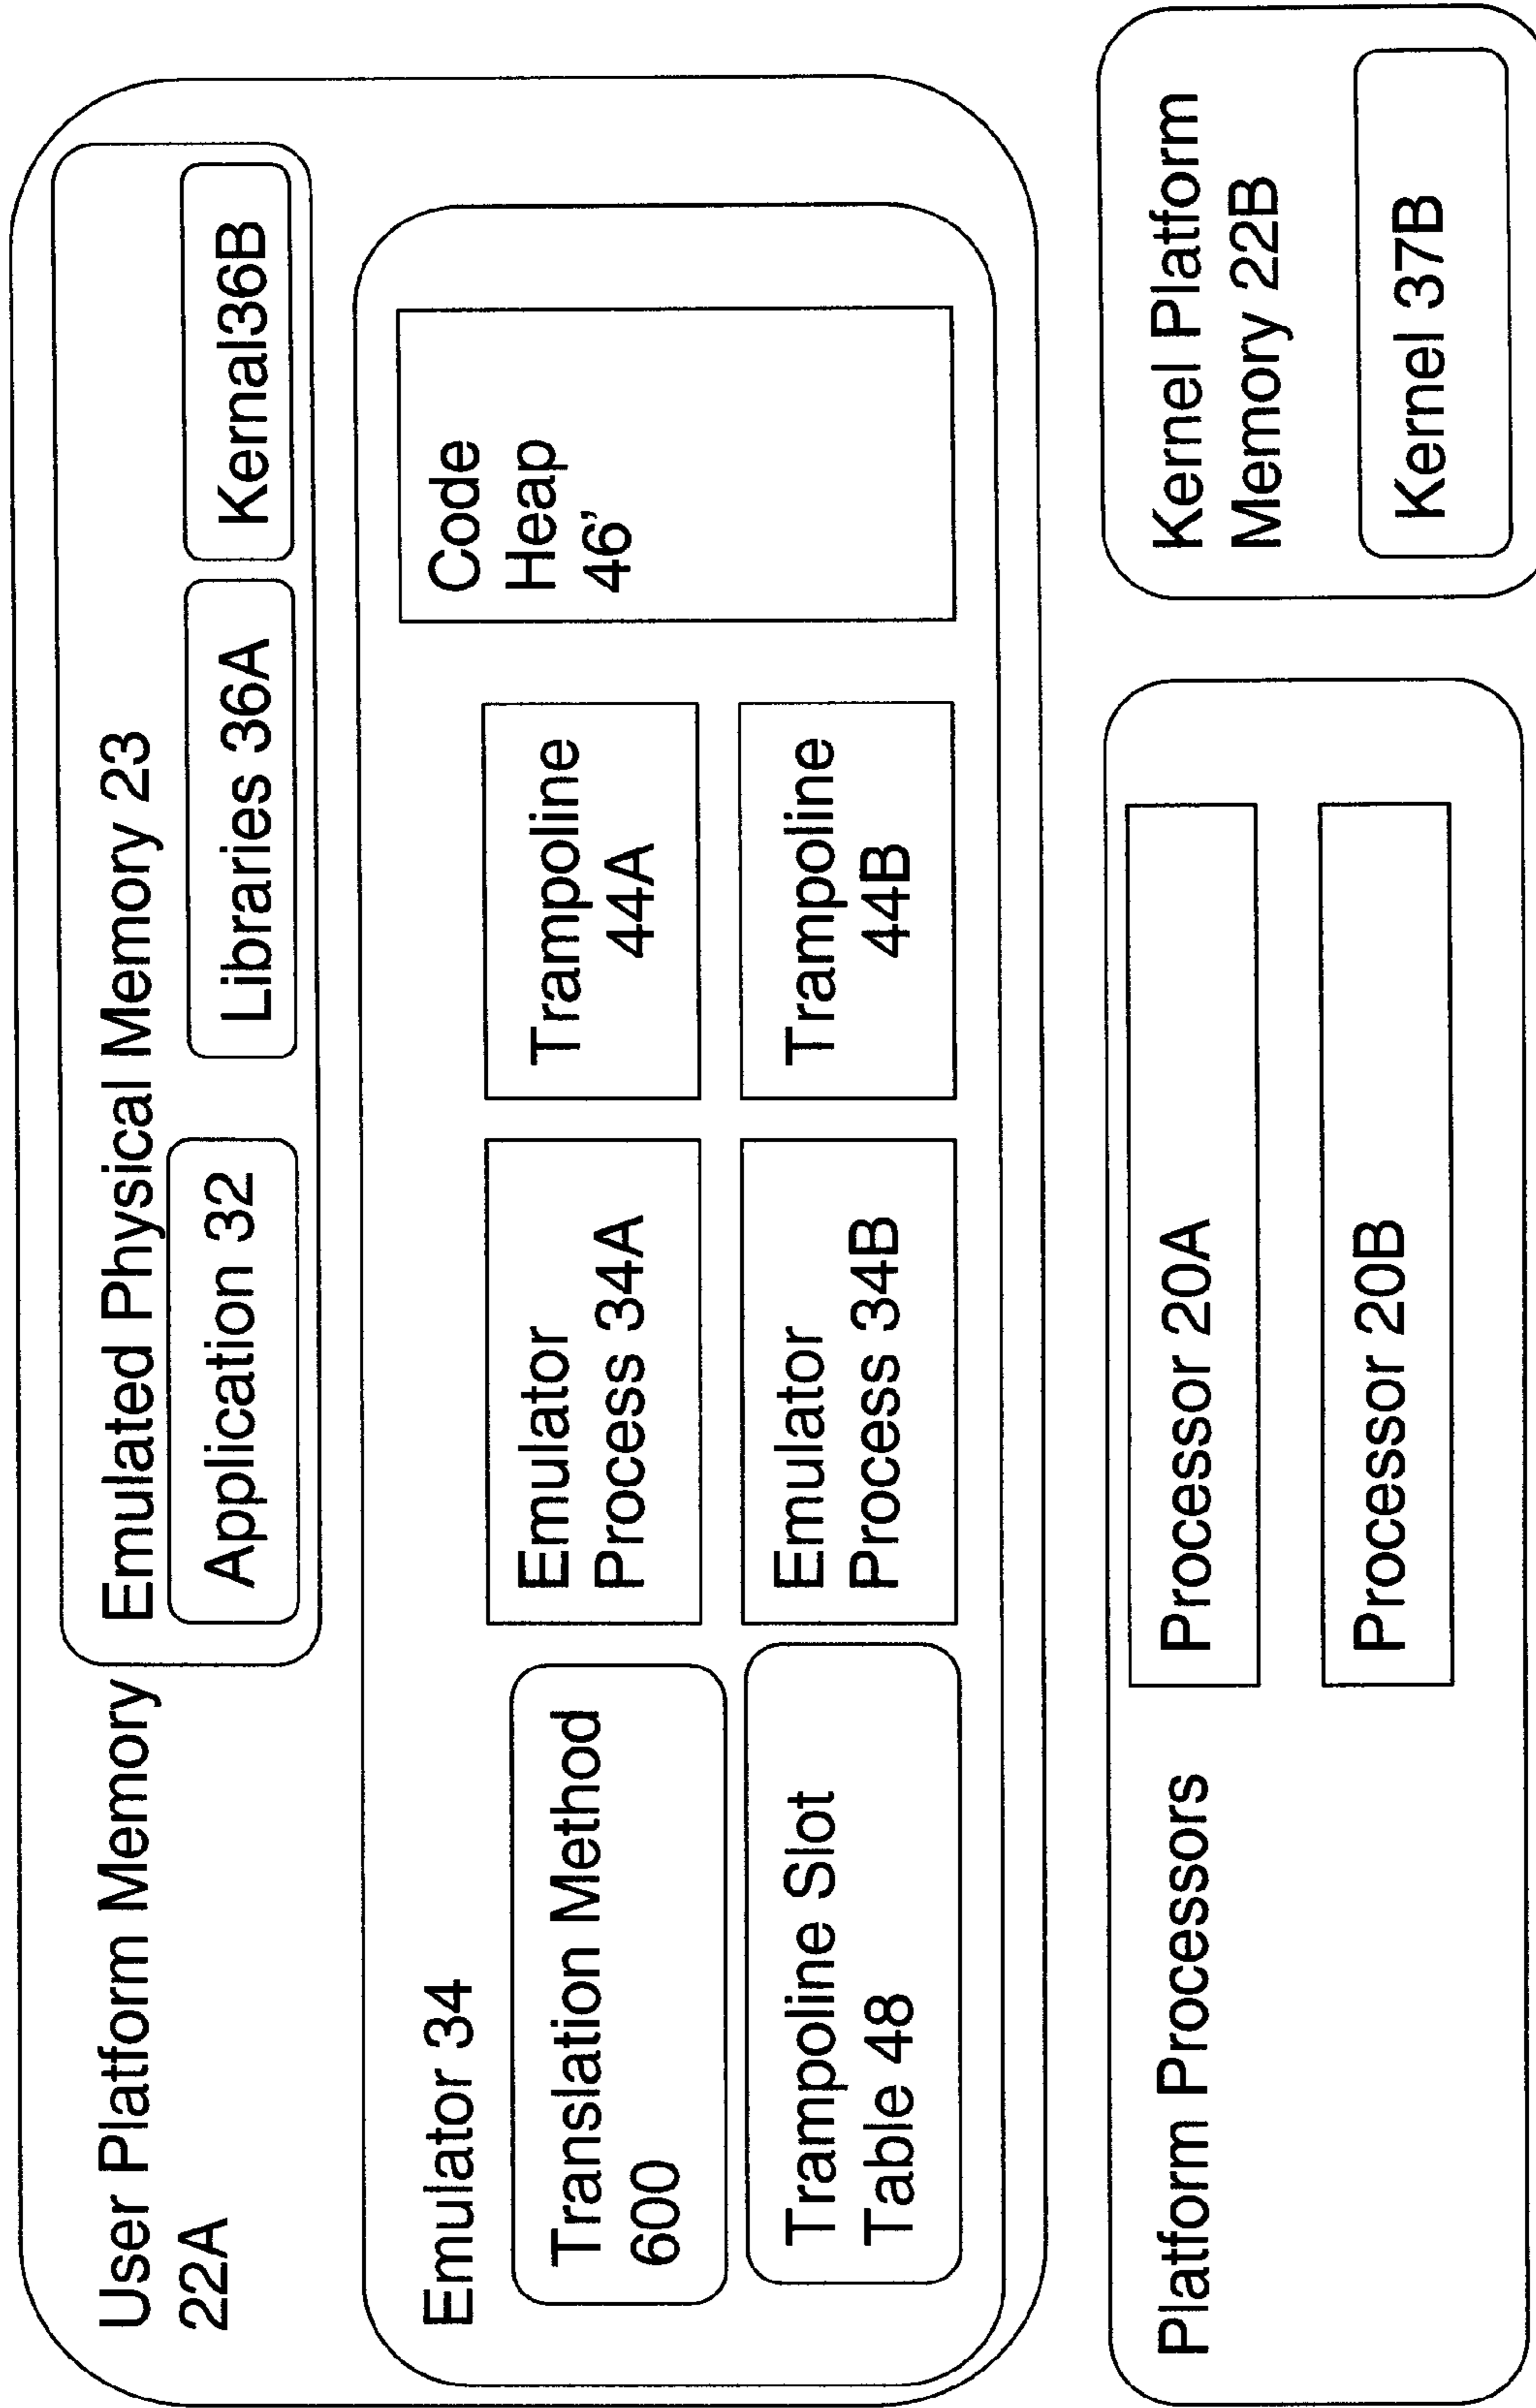 User Platform Memory
22A
Emulated Physical Memory 23
Application 32
Libraries 36A
Kernal36B
Emulator 34
Translation Method
600
Trampoline Slot
Table 48
Emulator
Process 34A
Emulator
Process 34B
Trampoline
44A
Trampoline
44B
Code
Heap
46'
Platform Processors
Processor 20A
Processor 20B
Kernel Platform
Memory 22B
Kernel 37B